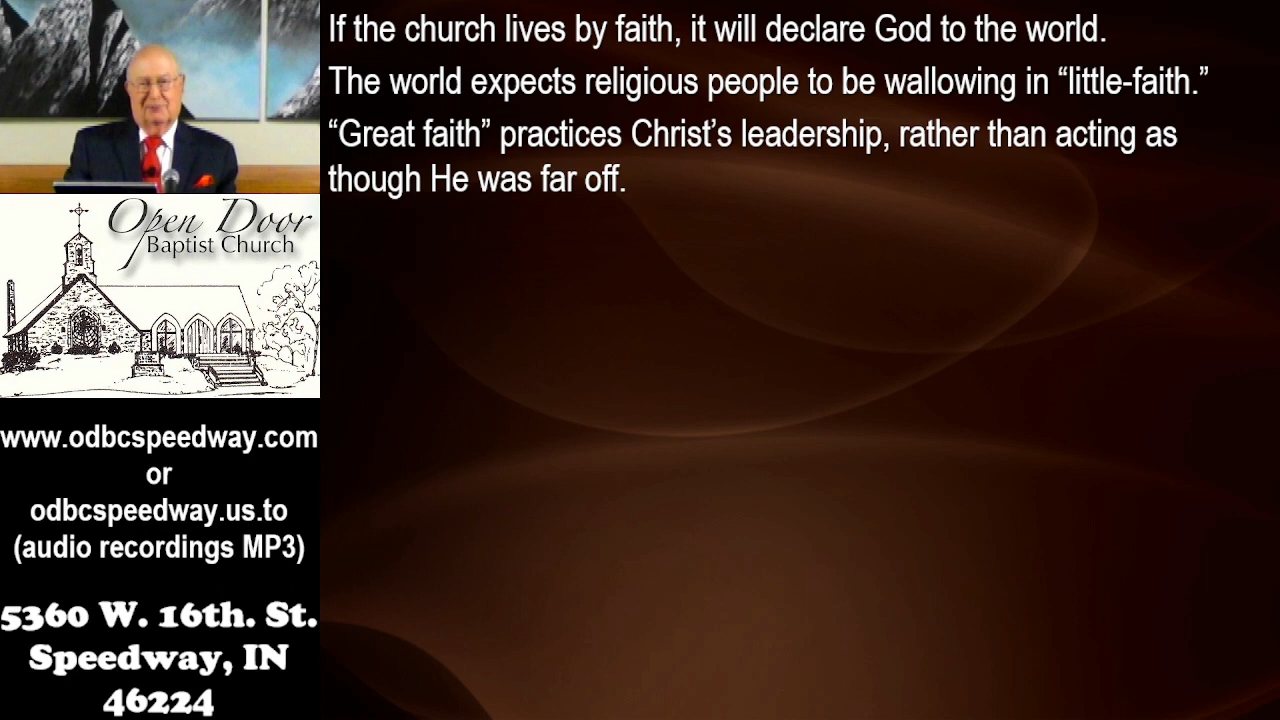 If the church lives by faith, it will declare God to the world.
The world expects religious people to be wallowing in “little-faith.”
“Great faith” practices Christ’s leadership, rather than acting as
though He was far off.
Open Door
Baptist Church
www.odbcspeedway.com
or
odbcspeedway.us.to
(audio recordings MP3)
5360 W. 16th. St.
Speedway, IN
46224